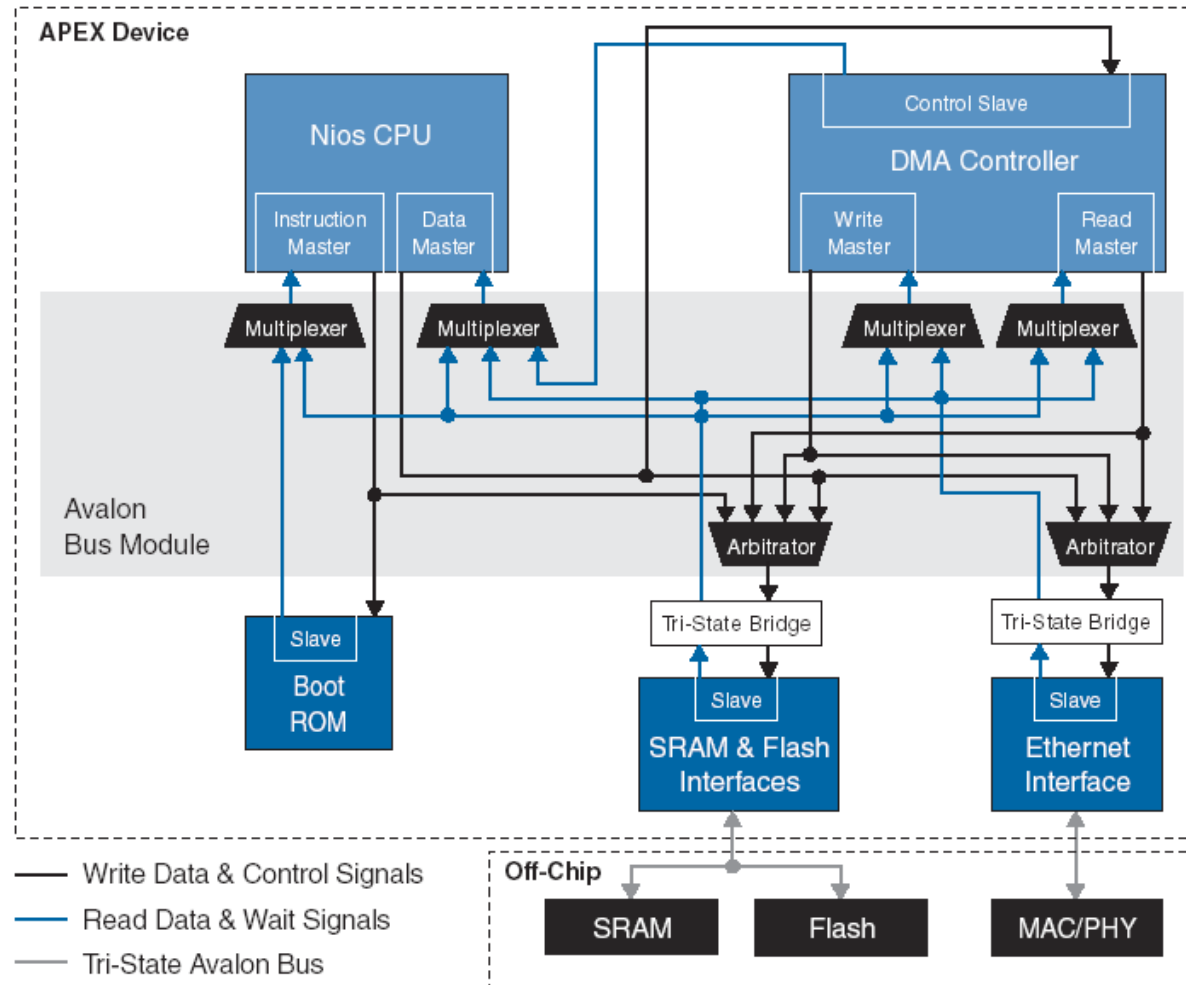 APEX Device
Control Slave
Nios CPU
DMA Controller
Instruction
Master
Data
Master
Write
Master
Read
Master
Multiplexer
Multiplexer
Multiplexer
Multiplexer
Avalon
Bus Module
Arbitrator
Arbitrator
Tri-State Bridge
Tri-State Bridge
Slave
Boot
ROM
Slave
SRAM & Flash
Interfaces
Slave
Ethernet
Interface
Write Data & Control Signals
Read Data & Wait Signals
Tri-State Avalon Bus
Off-Chip
SRAM
Flash
MAC/PHY